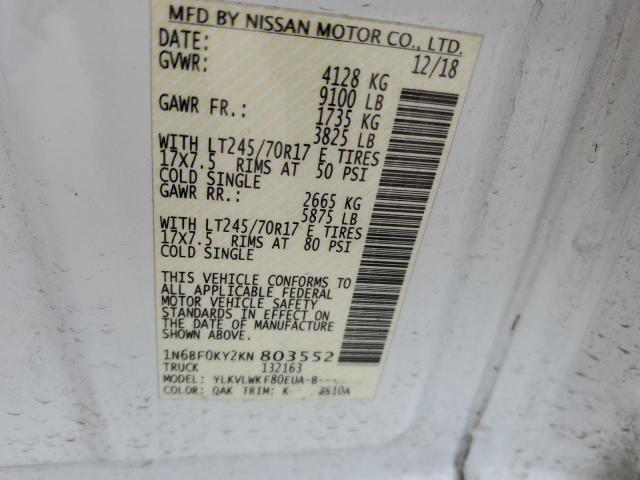 MFD BY NISSAN MOTOR CO., LTD.
DATE: 12/18
GVWR: 4128 KG
9100 LB
GAWR FR.: 1735 KG
3825 LB
WITH LT245/70R17 E TIRES
17X7.5 RIMS AT 50 PSI
COLD SINGLE
GAWR RR.: 2665 KG
5875 LB
WITH LT245/70R17 E TIRES
17X7.5 RIMS AT 80 PSI
COLD SINGLE
THIS VEHICLE CONFORMS TO
ALL APPLICABLE FEDERAL
MOTOR VEHICLE SAFETY
STANDARDS IN EFFECT ON
THE DATE OF MANUFACTURE
SHOWN ABOVE.
1N6BF0KY2KN 803552
TRUCK 132163
MODEL: YLKVLWKF80EUA-B---
COLOR: QAK TRIM: K